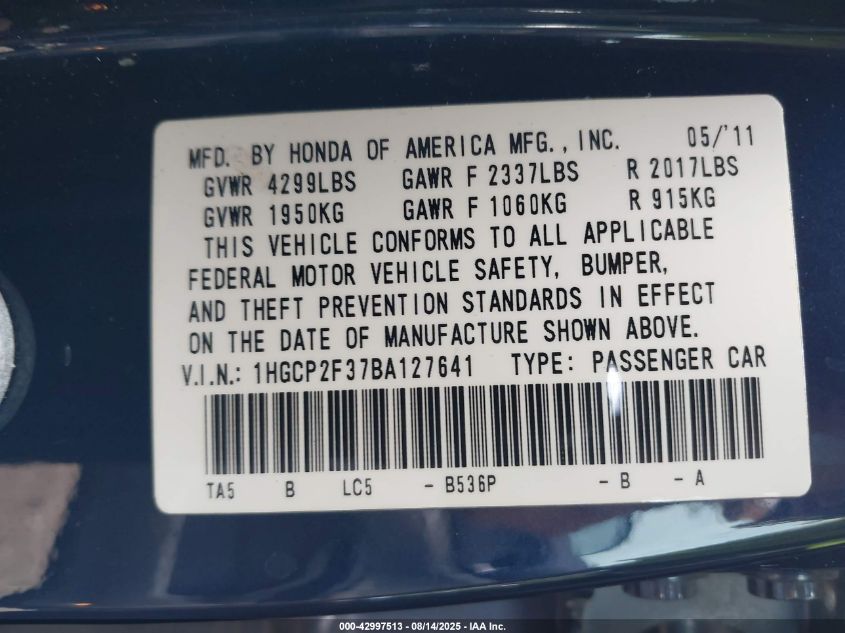 MFD. BY HONDA OF AMERICA MFG., INC. 05/'11
GVWR 4299LBS GAWR F 2337LBS R 2017LBS
GVWR 1950KG GAWR F 1060KG R 915KG
THIS VEHICLE CONFORMS TO ALL APPLICABLE
FEDERAL MOTOR VEHICLE SAFETY, BUMPER,
AND THEFT PREVENTION STANDARDS IN EFFECT
ON THE DATE OF MANUFACTURE SHOWN ABOVE.
V.I.N.: 1HGCP2F37BA127641 TYPE: PASSENGER CAR
TA5 B LC5 - B536P - B - A
000-42997513 - 08/14/2025 - IAA Inc.